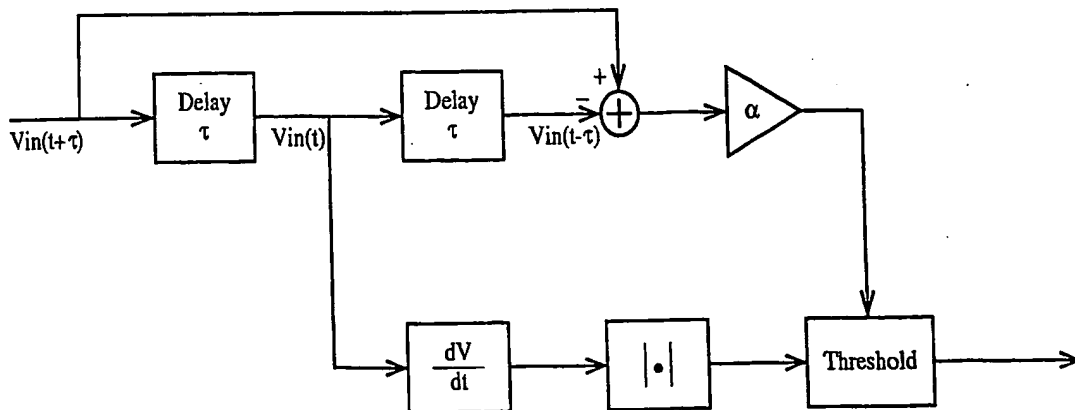 Delay
τ
Delay
τ
+
−
+
α
Vin(t+τ)
Vin(t)
Vin(t-τ)
dV
dt
|•|
Threshold